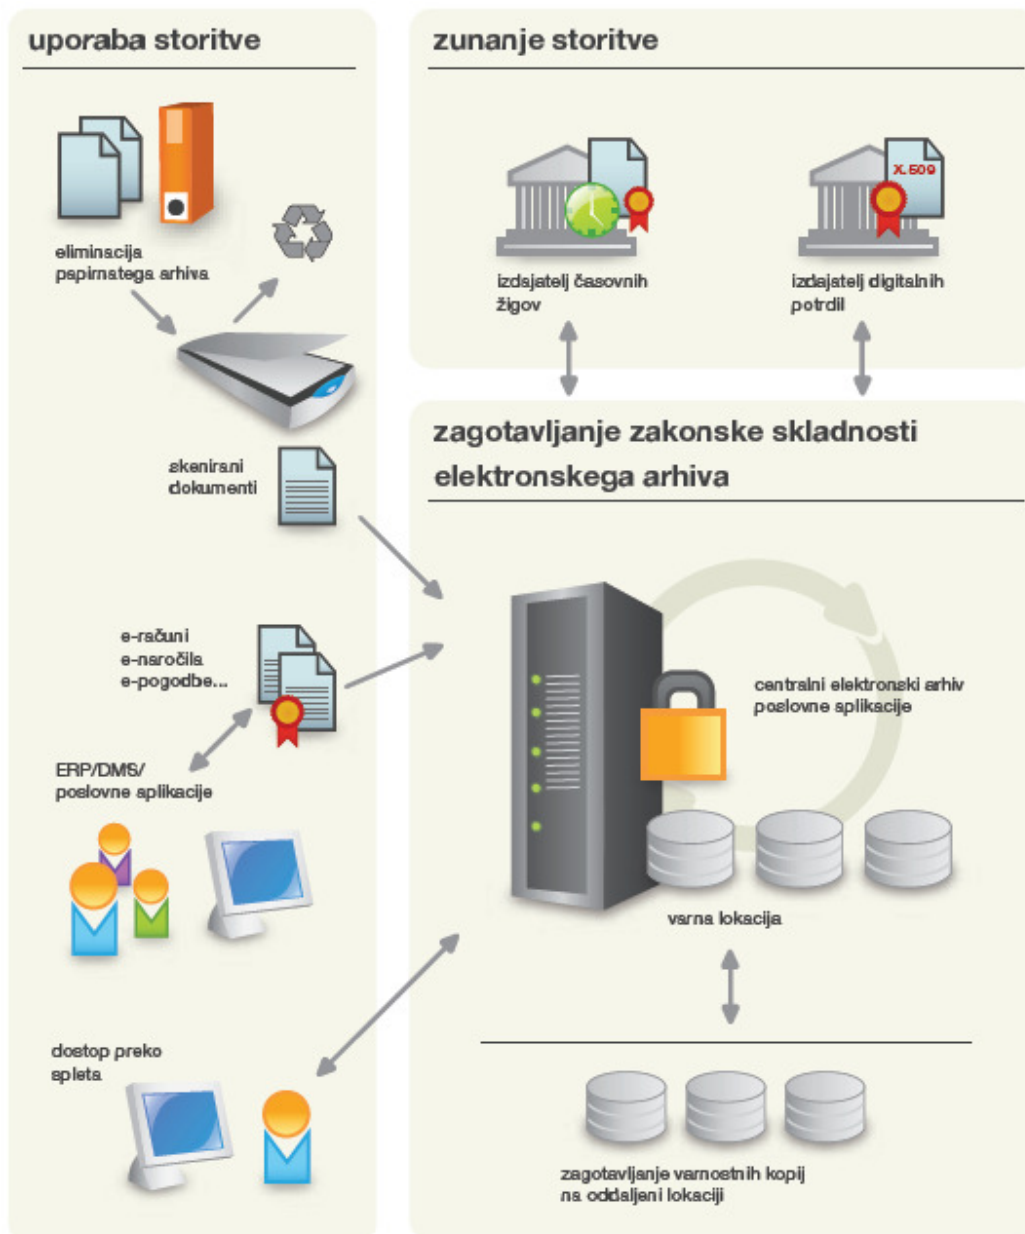 uporaba storitve
eliminacija
papirnatega arhiva
skenirani
dokumenti
e-računi
e-naročila
e-pogodbe...
ERP/DMS/
poslovne aplikacije
dostop preko
spleta
zunanje storitve
izdajatelj časovnih
žigov
X.509
izdajatelj digitalnih
potrdil
zagotavljanje zakonske skladnosti
elektronskega arhiva
centralni elektronski arhiv
poslovne aplikacije
varna lokacija
zagotavljanje varnostnih kopij
na oddaljeni lokaciji